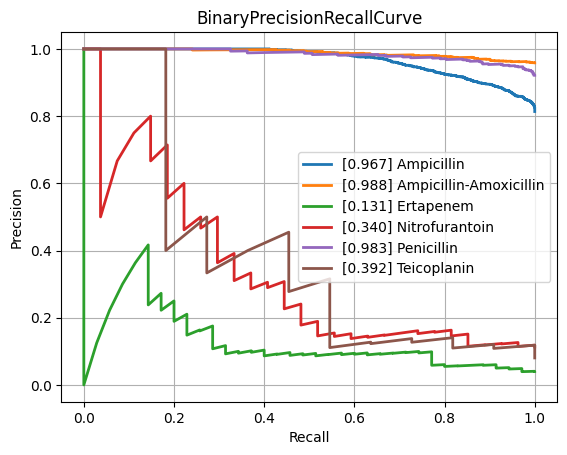 BinaryPrecisionRecallCurve
1.0
0.8
0.6
0.4
0.2
0.0
Precision
[0.967] Ampicillin
[0.988] Ampicillin-Amoxicillin
[0.131] Ertapenem
[0.340] Nitrofurantoin
[0.983] Penicillin
[0.392] Teicoplanin
0.0 0.2 0.4 0.6 0.8 1.0
Recall